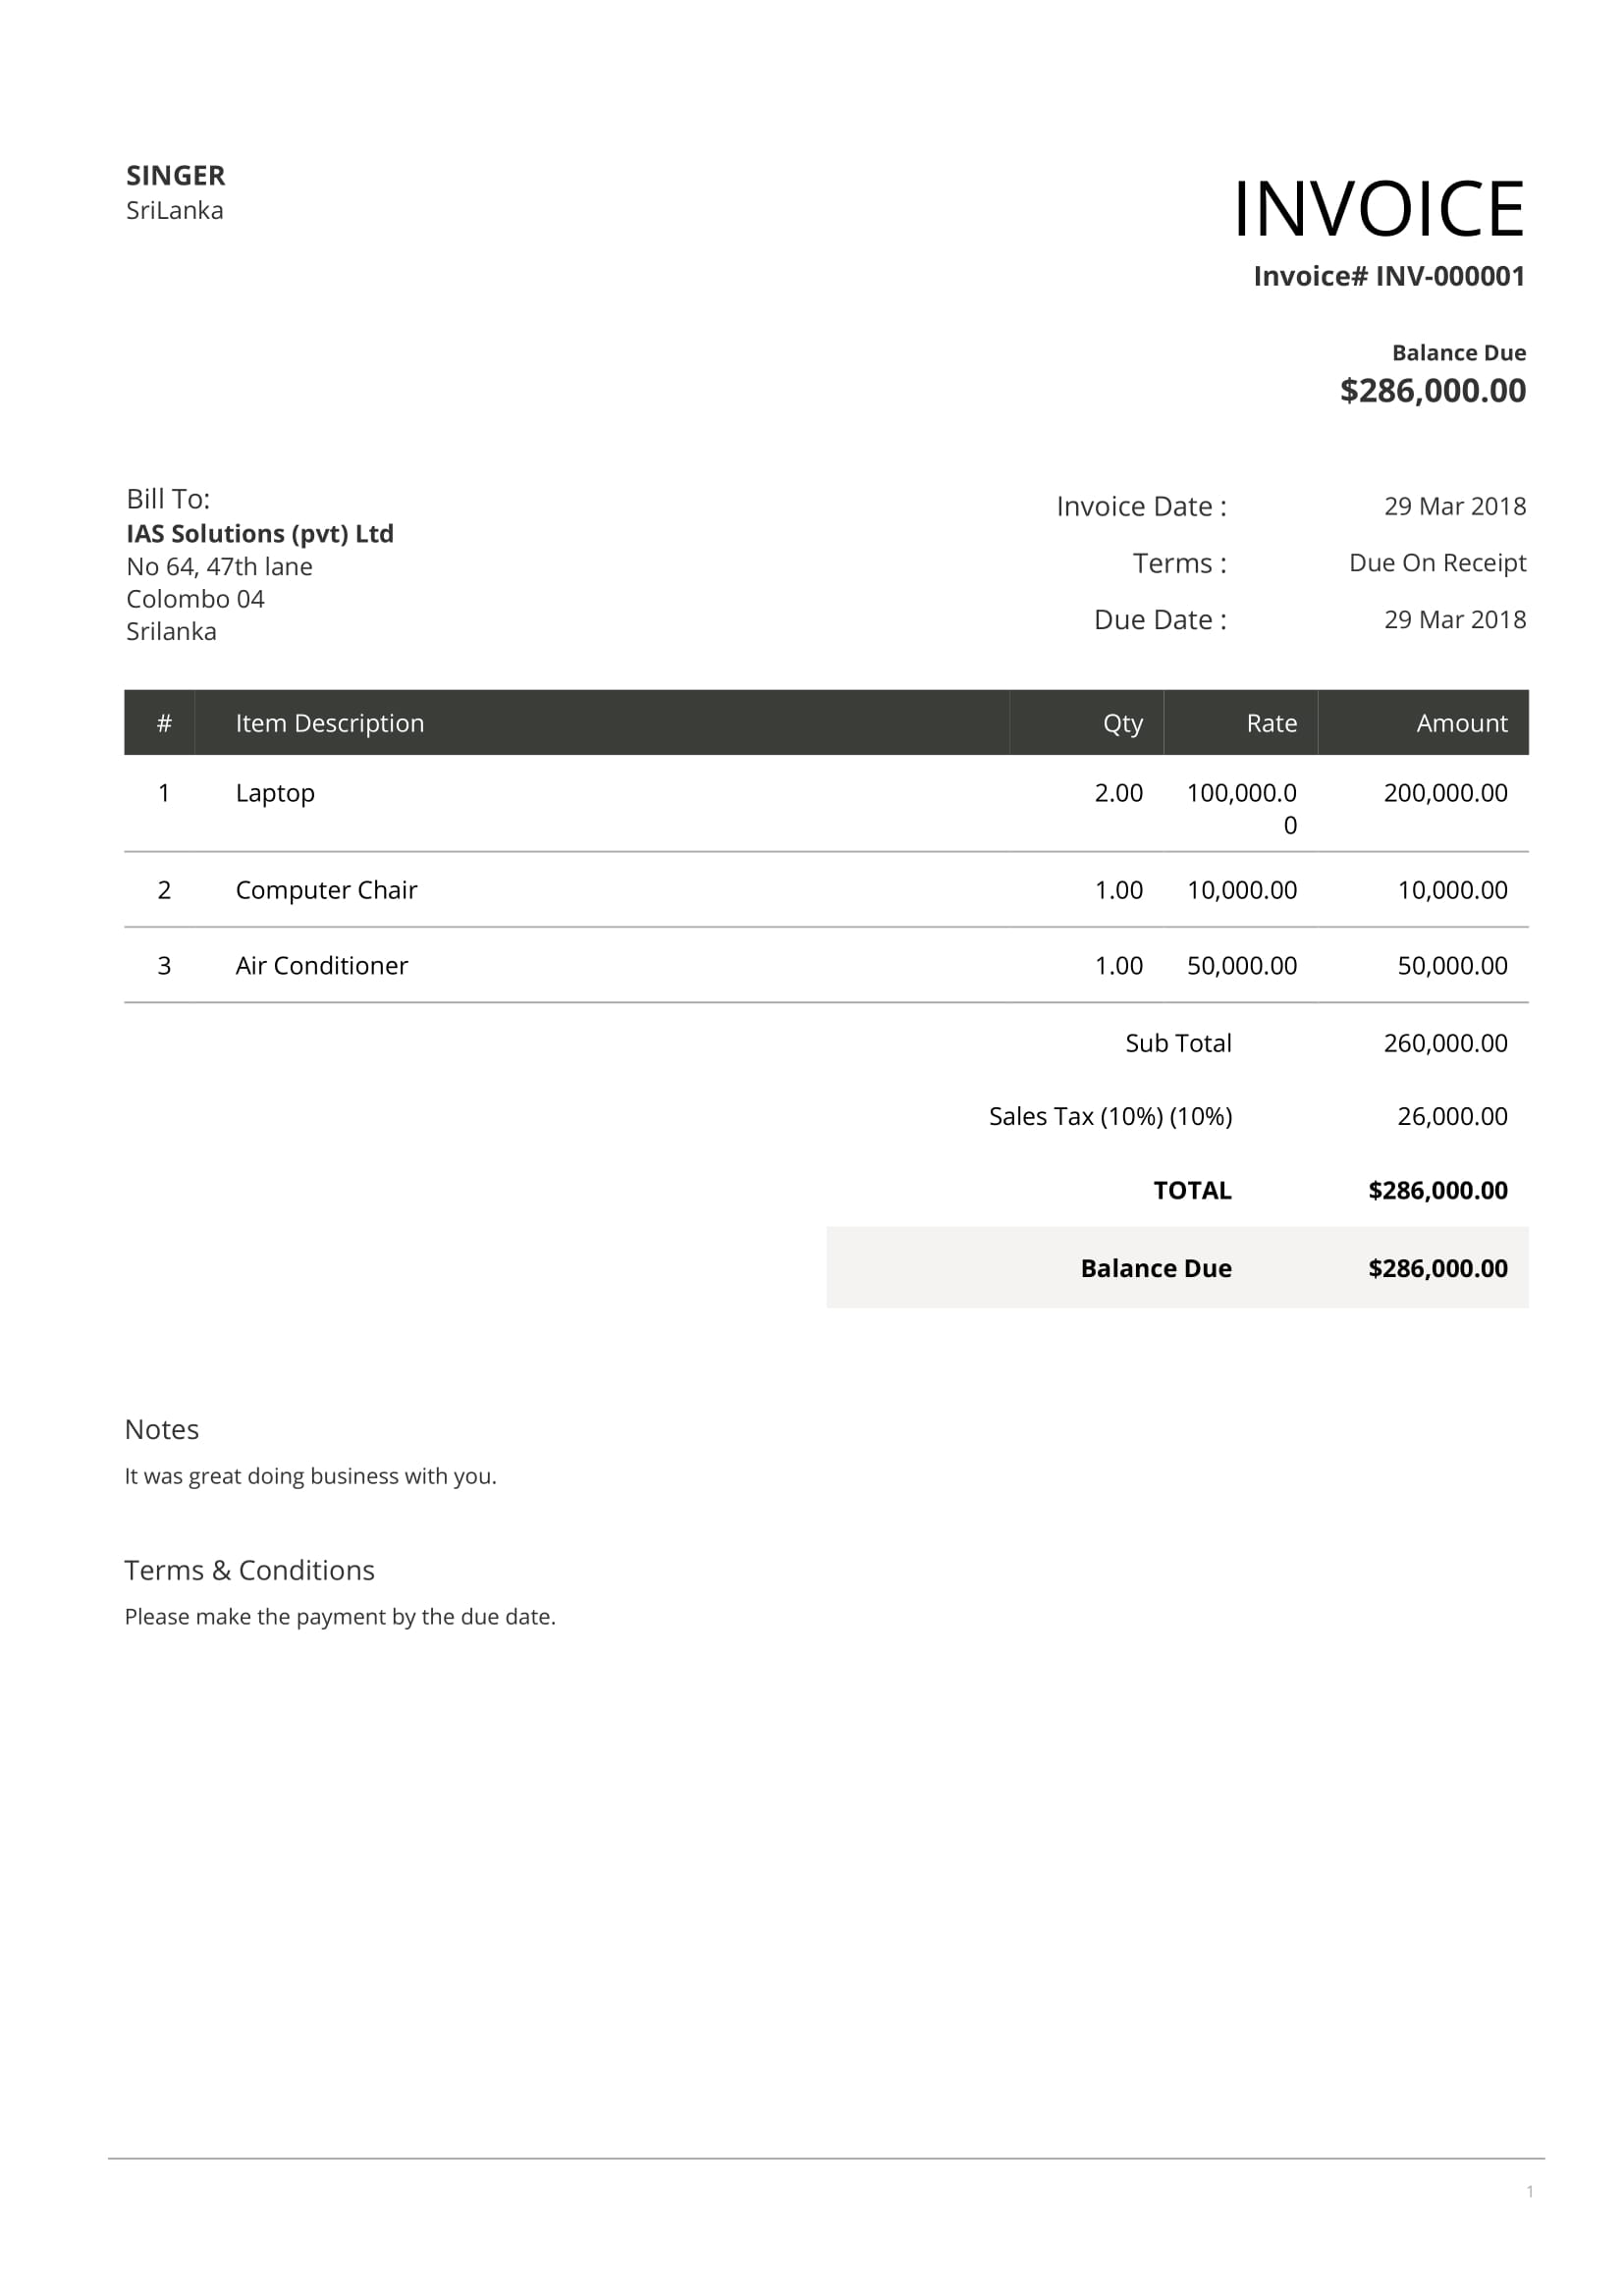 SINGER
SriLanka
INVOICE
Invoice# INV-000001
Balance Due
$286,000.00
Bill To:
IAS Solutions (pvt) Ltd
No 64, 47th lane
Colombo 04
Srilanka
Invoice Date : 29 Mar 2018
Terms : Due On Receipt
Due Date : 29 Mar 2018
# Item Description Qty Rate Amount
1 Laptop 2.00 100,000.0 200,000.00
0
2 Computer Chair 1.00 10,000.00 10,000.00
3 Air Conditioner 1.00 50,000.00 50,000.00
Sub Total 260,000.00
Sales Tax (10%) (10%) 26,000.00
TOTAL $286,000.00
Balance Due $286,000.00
Notes
It was great doing business with you.
Terms & Conditions
Please make the payment by the due date.
1